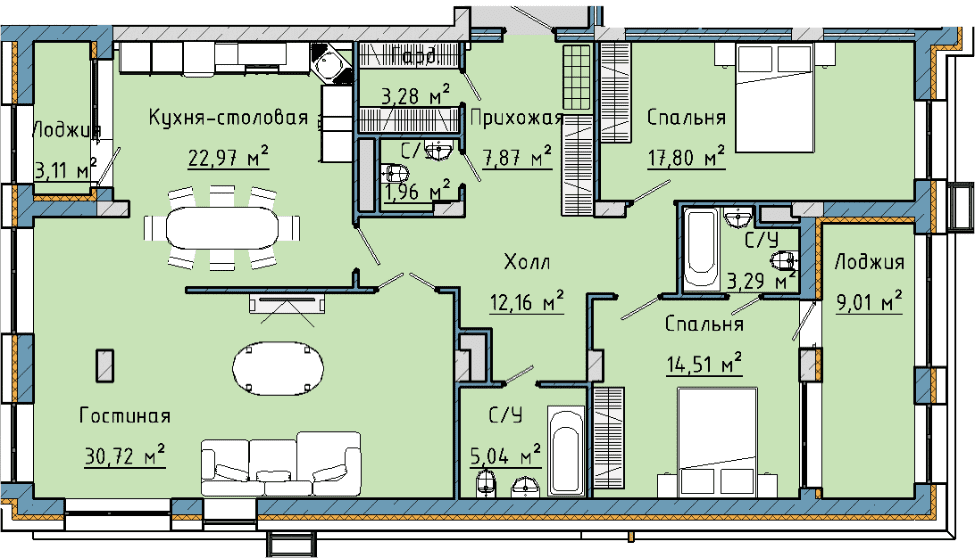 Гард.
3,28 м²
Лоджия
3,11 м²
Кухня-столовая
22,97 м²
С/У
1,96 м²
Прихожая
7,87 м²
Спальня
17,80 м²
Холл
12,16 м²
С/У
3,29 м²
Лоджия
9,01 м²
Спальня
14,51 м²
Гостиная
30,72 м²
С/У
5,04 м²